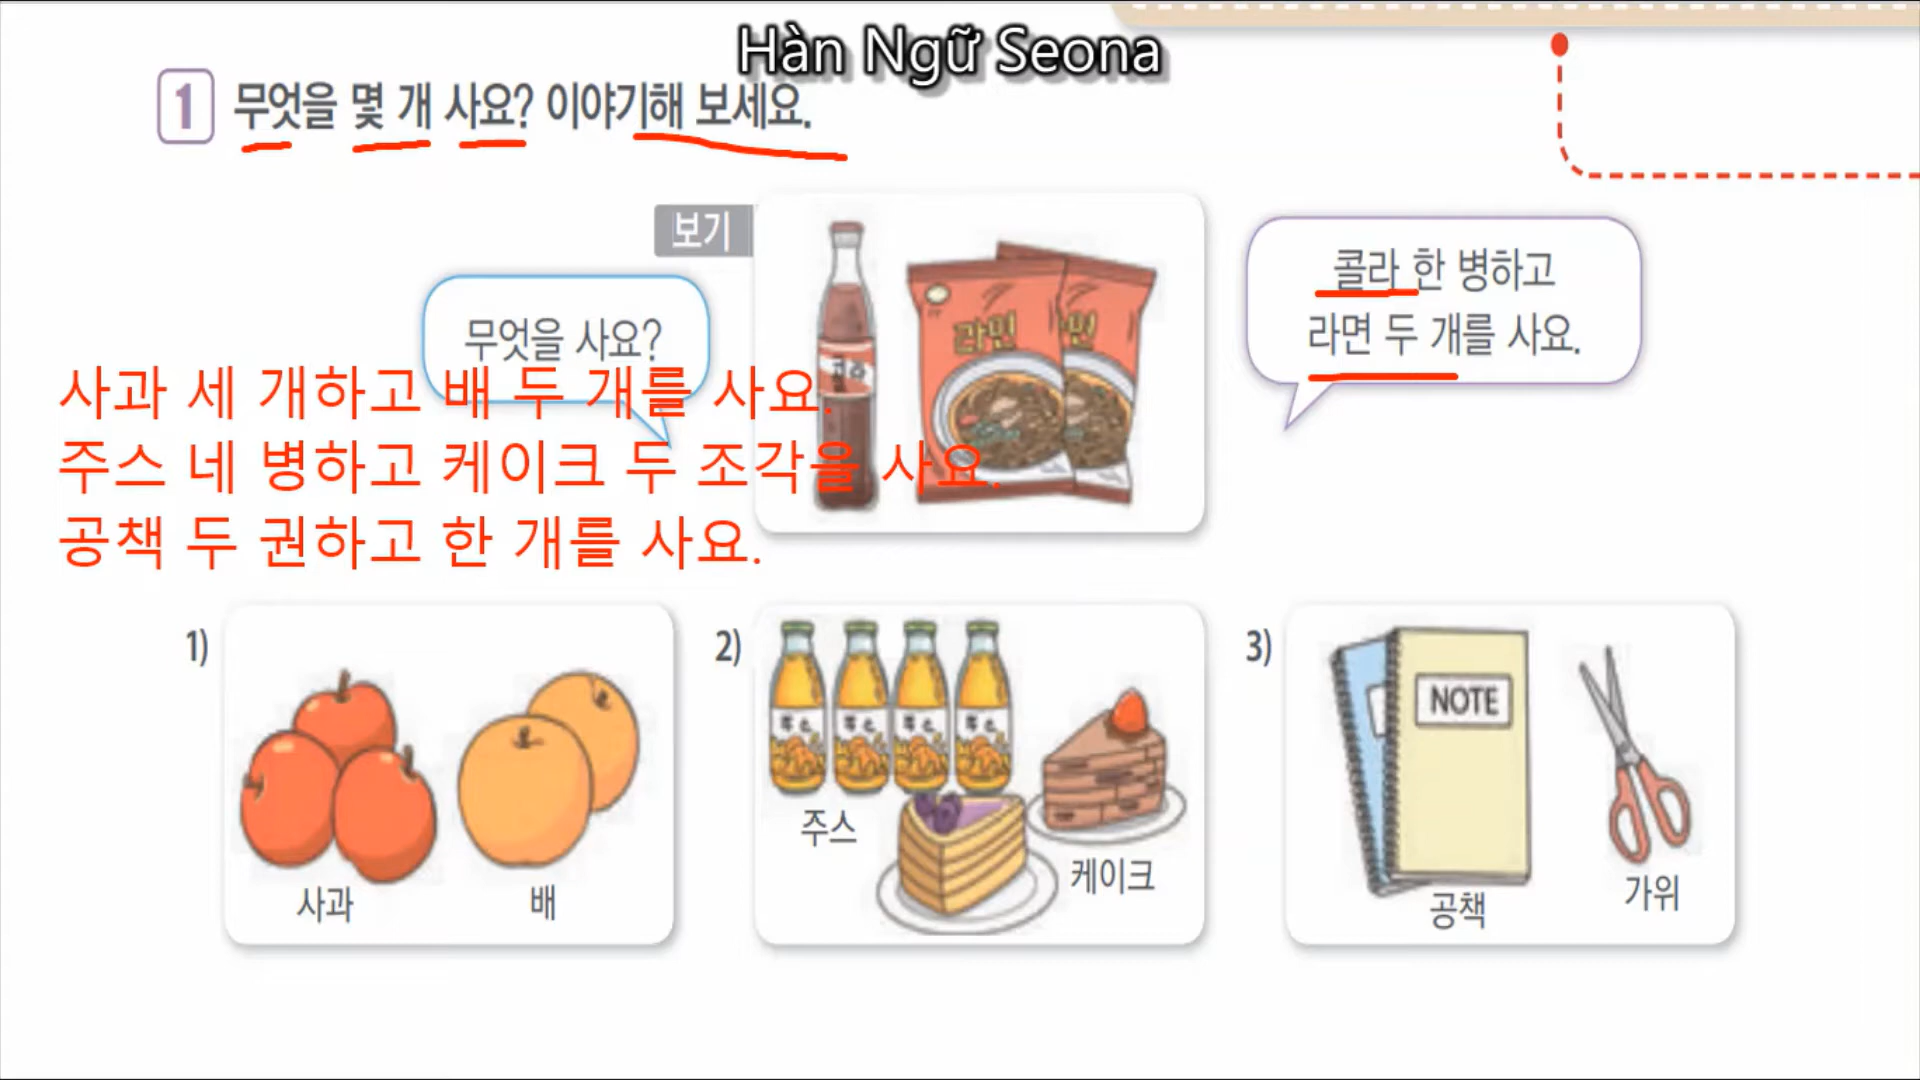 Hàn Ngữ Seona
1 무엇을 몇 개 사요? 이야기해 보세요.
보기
무엇을 사요?
라면
콜라 한 병하고
라면 두 개를 사요.
사과 세 개하고 배 두 개를 사요.
주스 네 병하고 케이크 두 조각을 사요.
공책 두 권하고 한 개를 사요.
1)
사과
배
2)
주스
케이크
3)
NOTE
공책
가위